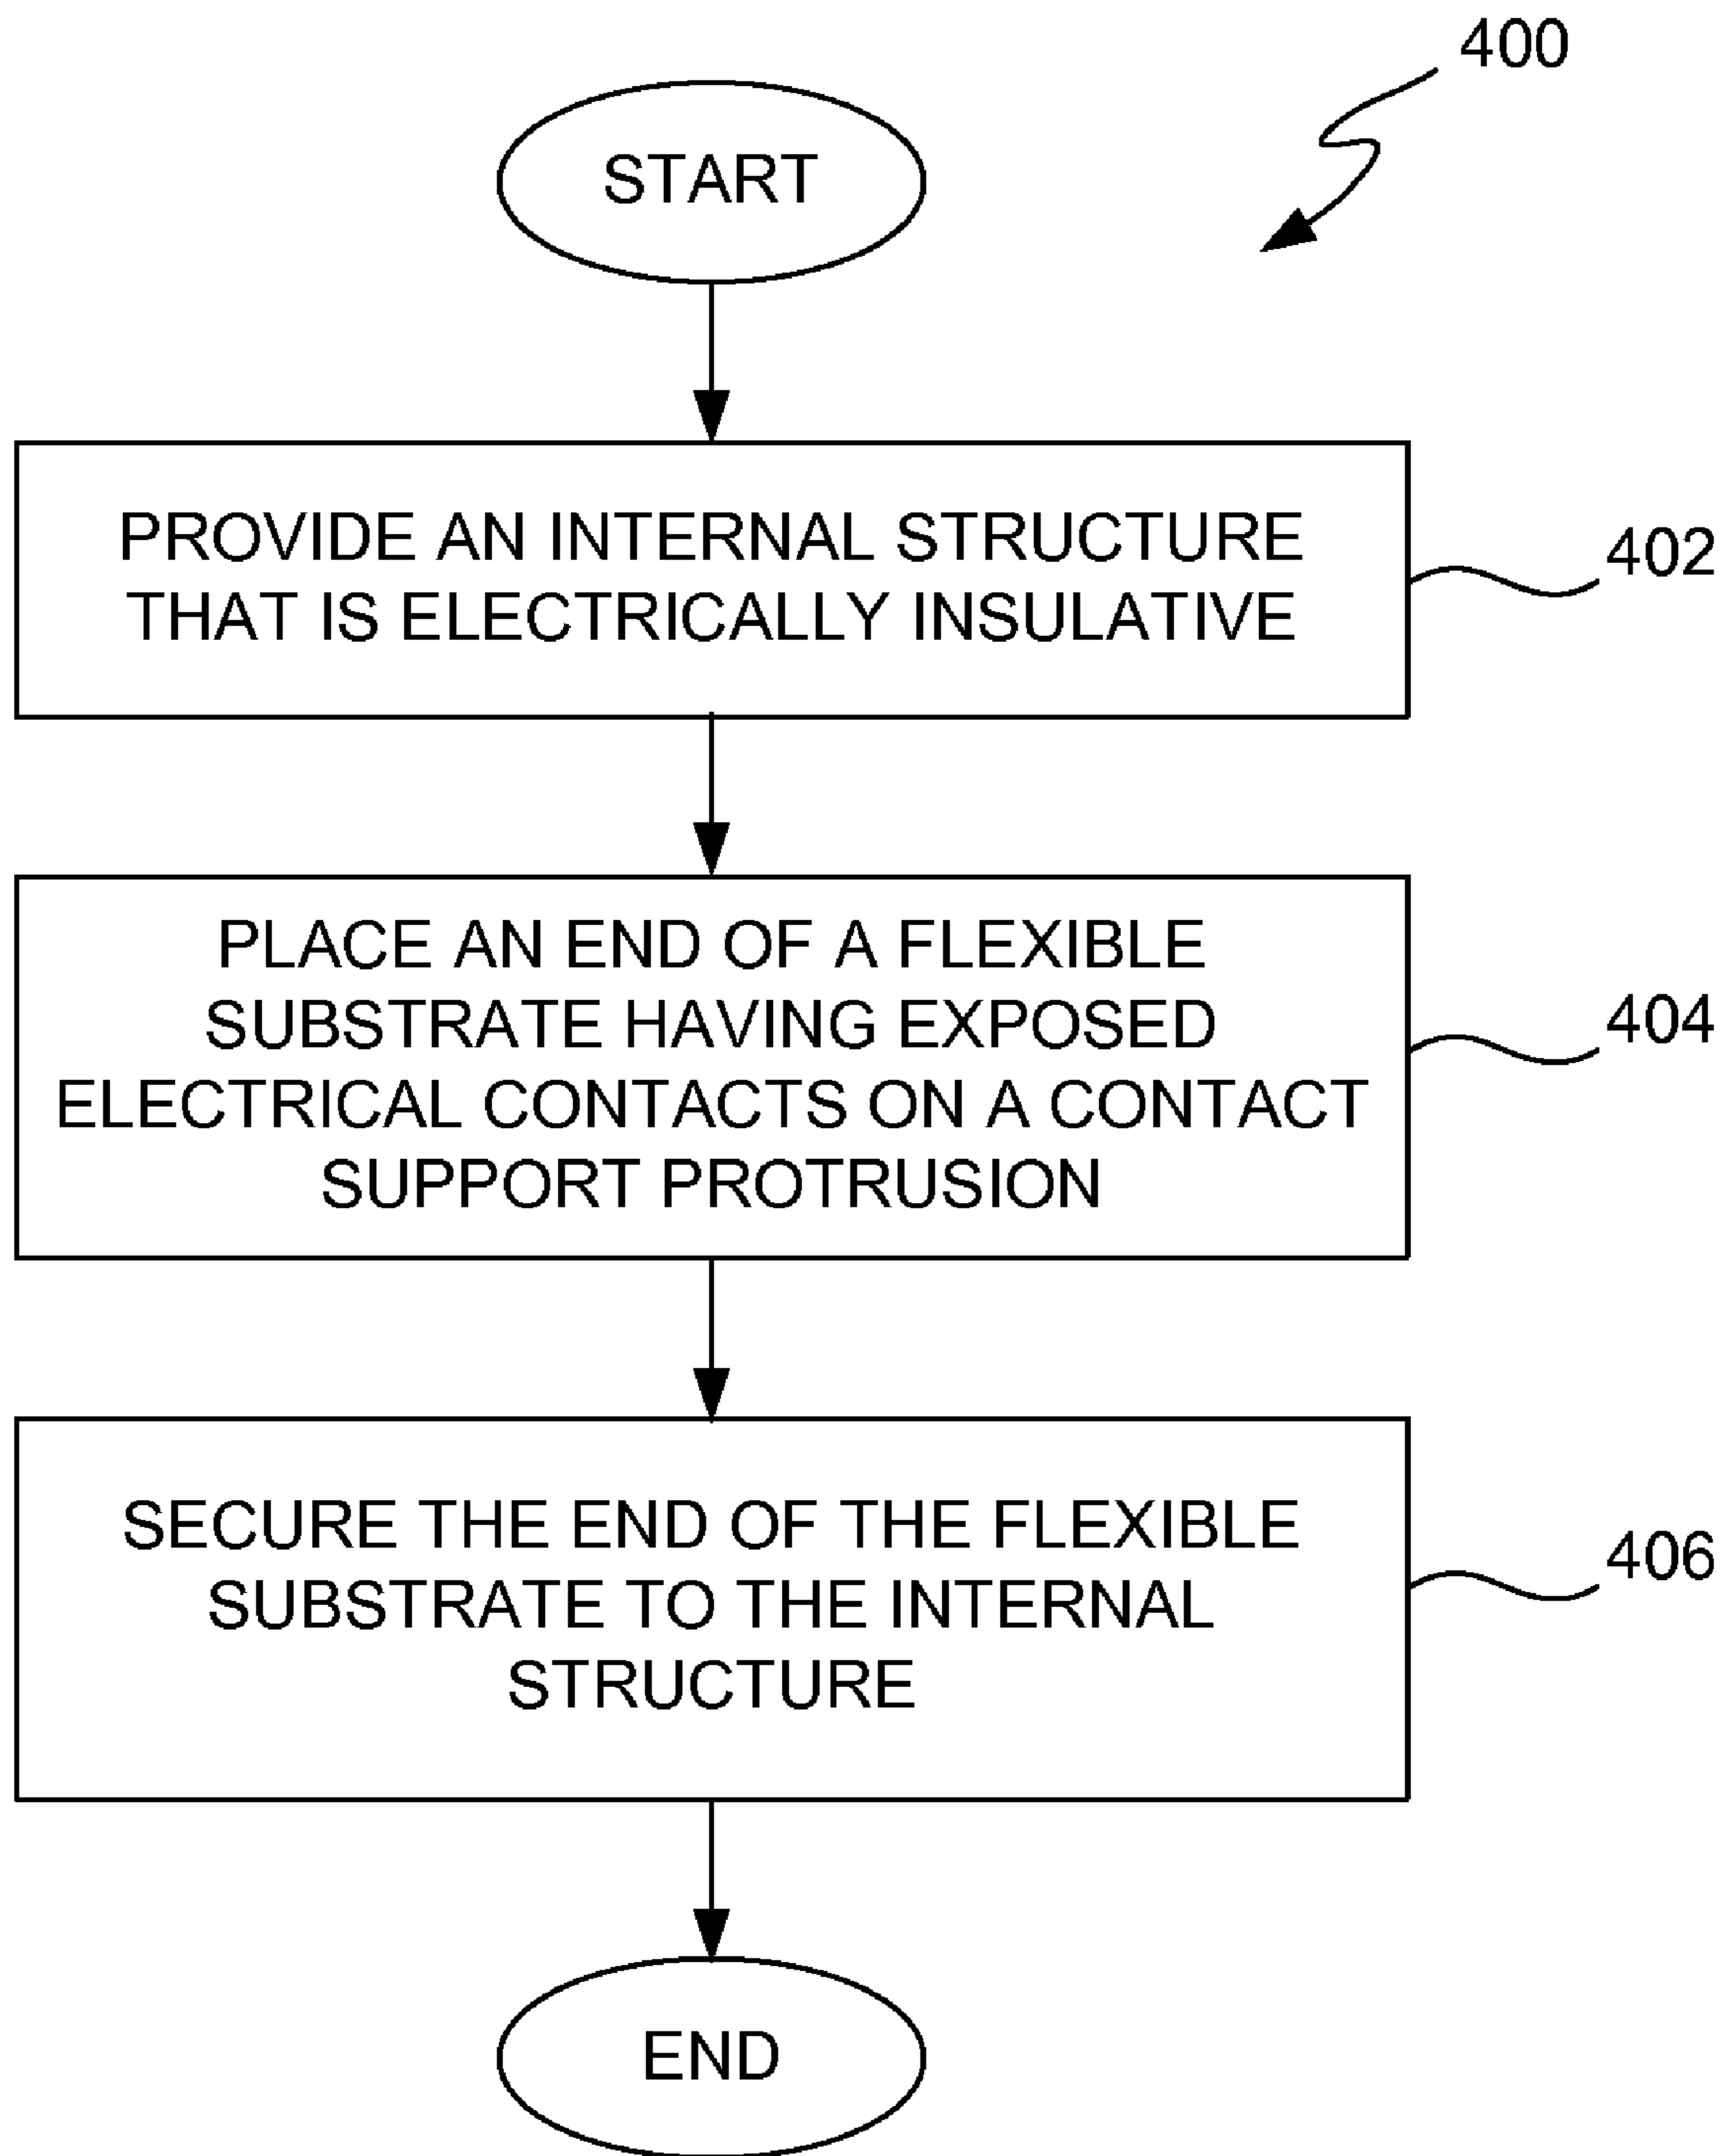 400
START
PROVIDE AN INTERNAL STRUCTURE
THAT IS ELECTRICALLY INSULATIVE
402
PLACE AN END OF A FLEXIBLE
SUBSTRATE HAVING EXPOSED
ELECTRICAL CONTACTS ON A CONTACT
SUPPORT PROTRUSION
404
SECURE THE END OF THE FLEXIBLE
SUBSTRATE TO THE INTERNAL
STRUCTURE
406
END